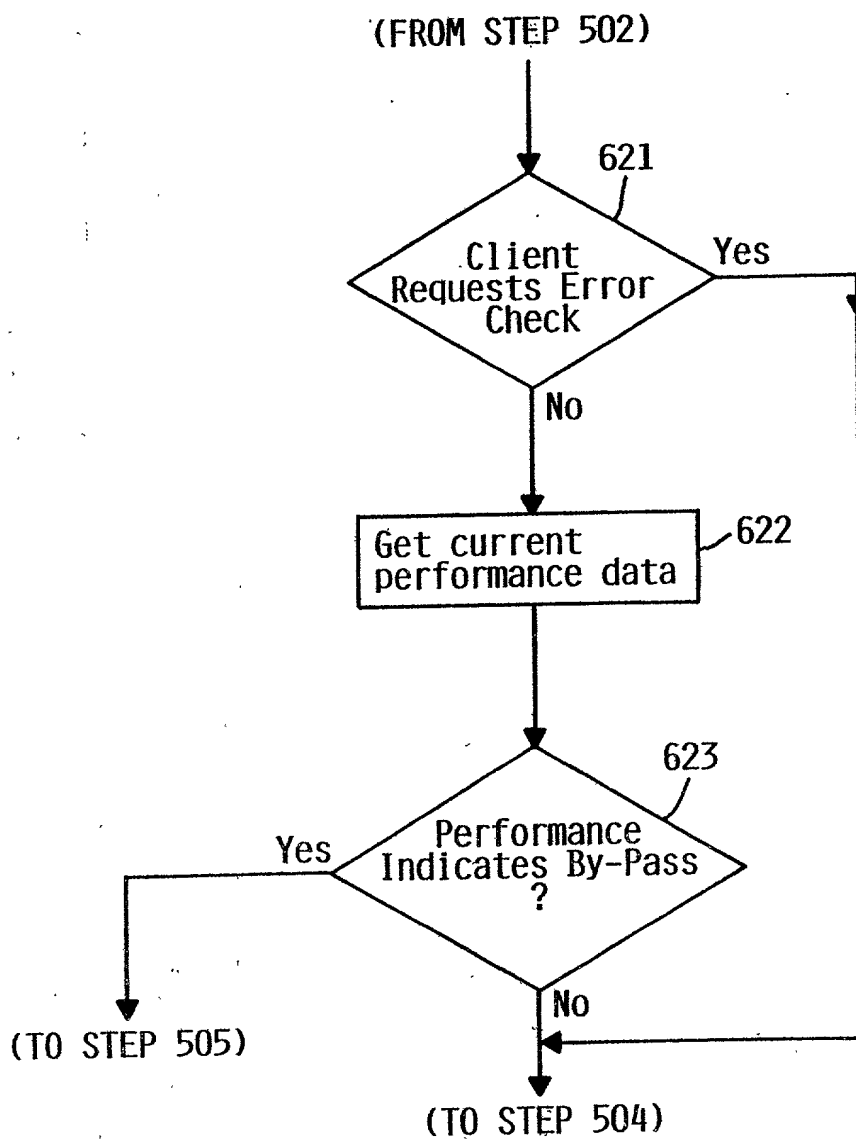 (FROM STEP 502)
621
Client
Requests Error
Check
Yes
No
Get current
performance data
622
623
Performance
Indicates By-Pass
?
Yes
No
(TO STEP 505)
(TO STEP 504)